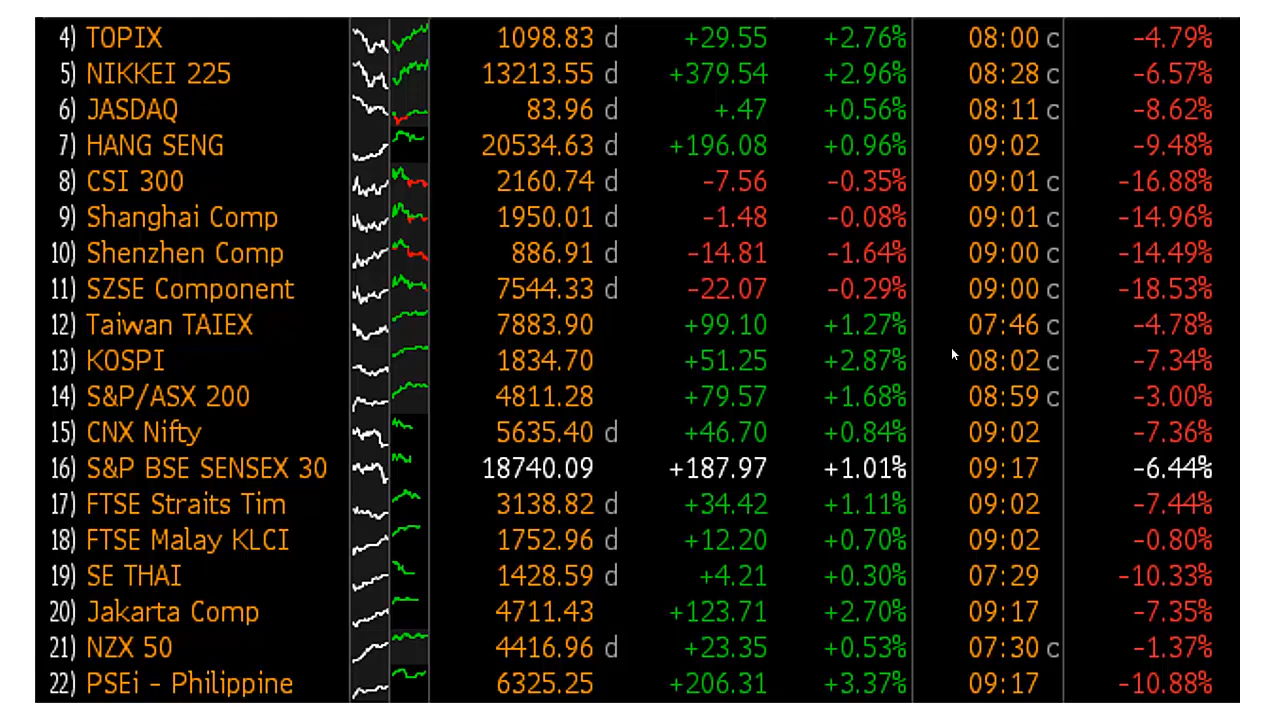 4) TOPIX 1098.83 d +29.55 +2.76% 08:00 c -4.79%
5) NIKKEI 225 13213.55 d +379.54 +2.96% 08:28 c -6.57%
6) JASDAQ 83.96 d +.47 +0.56% 08:11 c -8.62%
7) HANG SENG 20534.63 d +196.08 +0.96% 09:02 -9.48%
8) CSI 300 2160.74 d -7.56 -0.35% 09:01 c -16.88%
9) Shanghai Comp 1950.01 d -1.48 -0.08% 09:01 c -14.96%
10) Shenzhen Comp 886.91 d -14.81 -1.64% 09:00 c -14.49%
11) SZSE Component 7544.33 d -22.07 -0.29% 09:00 c -18.53%
12) Taiwan TAIEX 7883.90 +99.10 +1.27% 07:46 c -4.78%
13) KOSPI 1834.70 +51.25 +2.87% 08:02 c -7.34%
14) S&P/ASX 200 4811.28 +79.57 +1.68% 08:59 c -3.00%
15) CNX Nifty 5635.40 d +46.70 +0.84% 09:02 -7.36%
16) S&P BSE SENSEX 30 18740.09 +187.97 +1.01% 09:17 -6.44%
17) FTSE Straits Tim 3138.82 d +34.42 +1.11% 09:02 -7.44%
18) FTSE Malay KLCI 1752.96 d +12.20 +0.70% 09:02 -0.80%
19) SE THAI 1428.59 d +4.21 +0.30% 07:29 -10.33%
20) Jakarta Comp 4711.43 +123.71 +2.70% 09:17 -7.35%
21) NZX 50 4416.96 d +23.35 +0.53% 07:30 c -1.37%
22) PSEi - Philippine 6325.25 +206.31 +3.37% 09:17 -10.88%